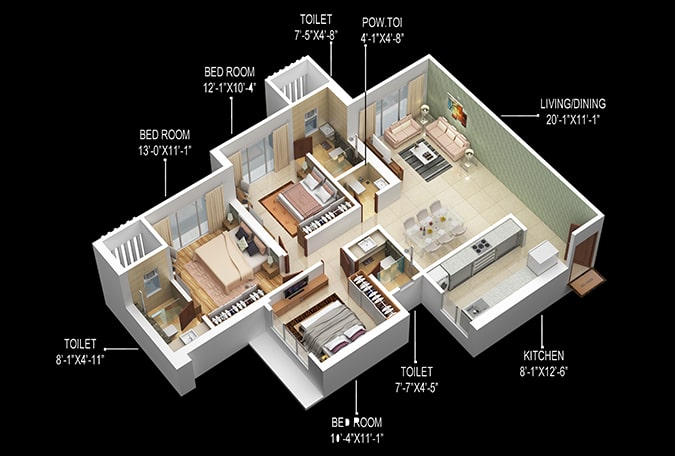 TOILET
7'-5"X4'-8"
POW.TOI
4'-1"X4'-8"
BED ROOM
12'-1"X10'-4"
LIVING/DINING
20'-1"X11'-1"
BED ROOM
13'-0"X11'-1"
TOILET
8'-1"X4'-11"
KITCHEN
8'-1"X12'-6"
TOILET
7'-7"X4'-5"
BED ROOM
10'-4"X11'-1"